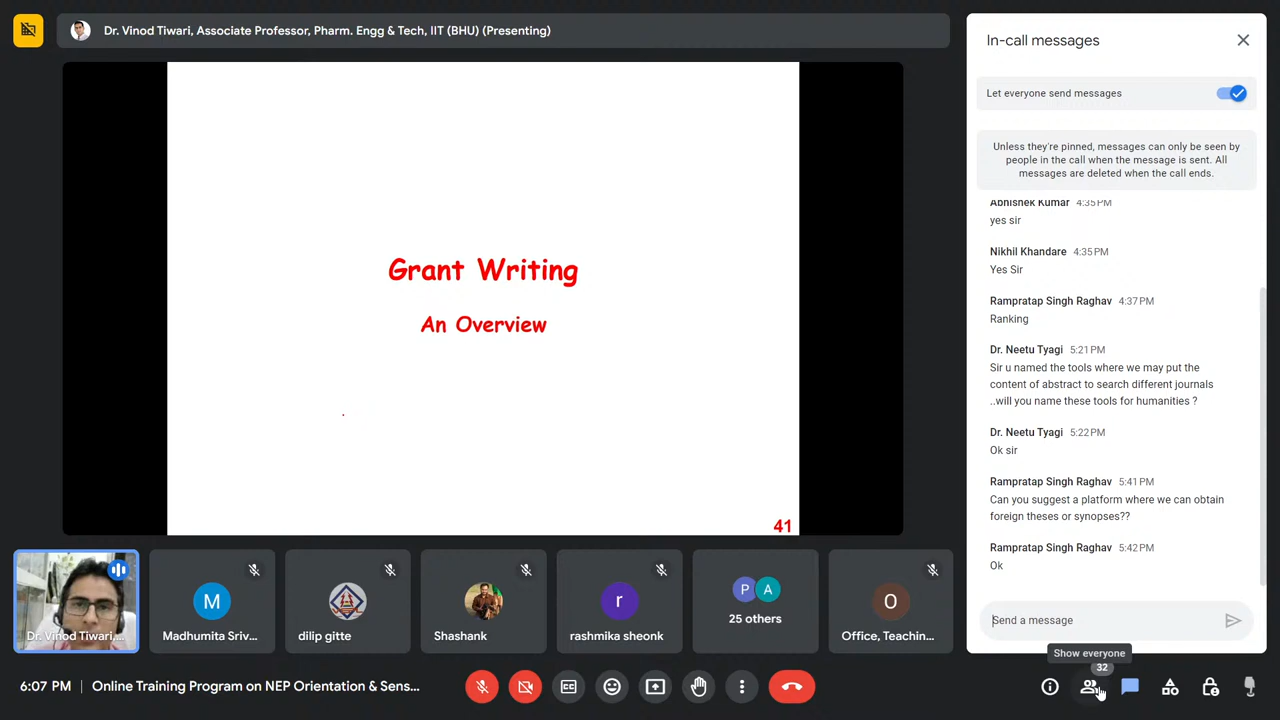 Dr. Vinod Tiwari, Associate Professor, Pharm. Engg & Tech, IIT (BHU) (Presenting)
Grant Writing
An Overview
41
In-call messages
Let everyone send messages
Unless they're pinned, messages can only be seen by
people in the call when the message is sent. All
messages are deleted when the call ends.
Abhishek Kumar 4:35 PM
yes sir
Nikhil Khandare 4:35 PM
Yes Sir
Rampratap Singh Raghav 4:37 PM
Ranking
Dr. Neetu Tyagi 5:21 PM
Sir u named the tools where we may put the
content of abstract to search different journals
..will you name these tools for humanities ?
Dr. Neetu Tyagi 5:22 PM
Ok sir
Rampratap Singh Raghav 5:41 PM
Can you suggest a platform where we can obtain
foreign theses or synopses??
Rampratap Singh Raghav 5:42 PM
Ok
Send a message
Show everyone
32
Dr. Vinod Tiwari,...
M
Madhumita Sriv...
dilip gitte
Shashank
r
rashmika sheonk
P A
25 others
O
Office, Teachin...
6:07 PM | Online Training Program on NEP Orientation & Sens...